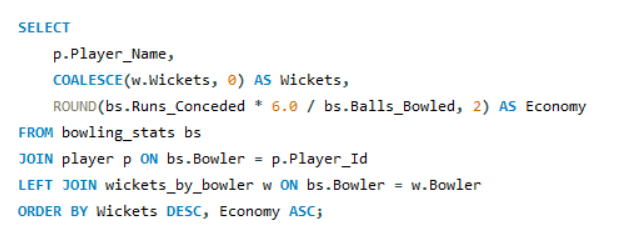 SELECT
    p.Player_Name,
    COALESCE(w.Wickets, 0) AS Wickets,
    ROUND(bs.Runs_Conceded * 6.0 / bs.Balls_Bowled, 2) AS Economy
FROM bowling_stats bs
JOIN player p ON bs.Bowler = p.Player_Id
LEFT JOIN wickets_by_bowler w ON bs.Bowler = w.Bowler
ORDER BY Wickets DESC, Economy ASC;